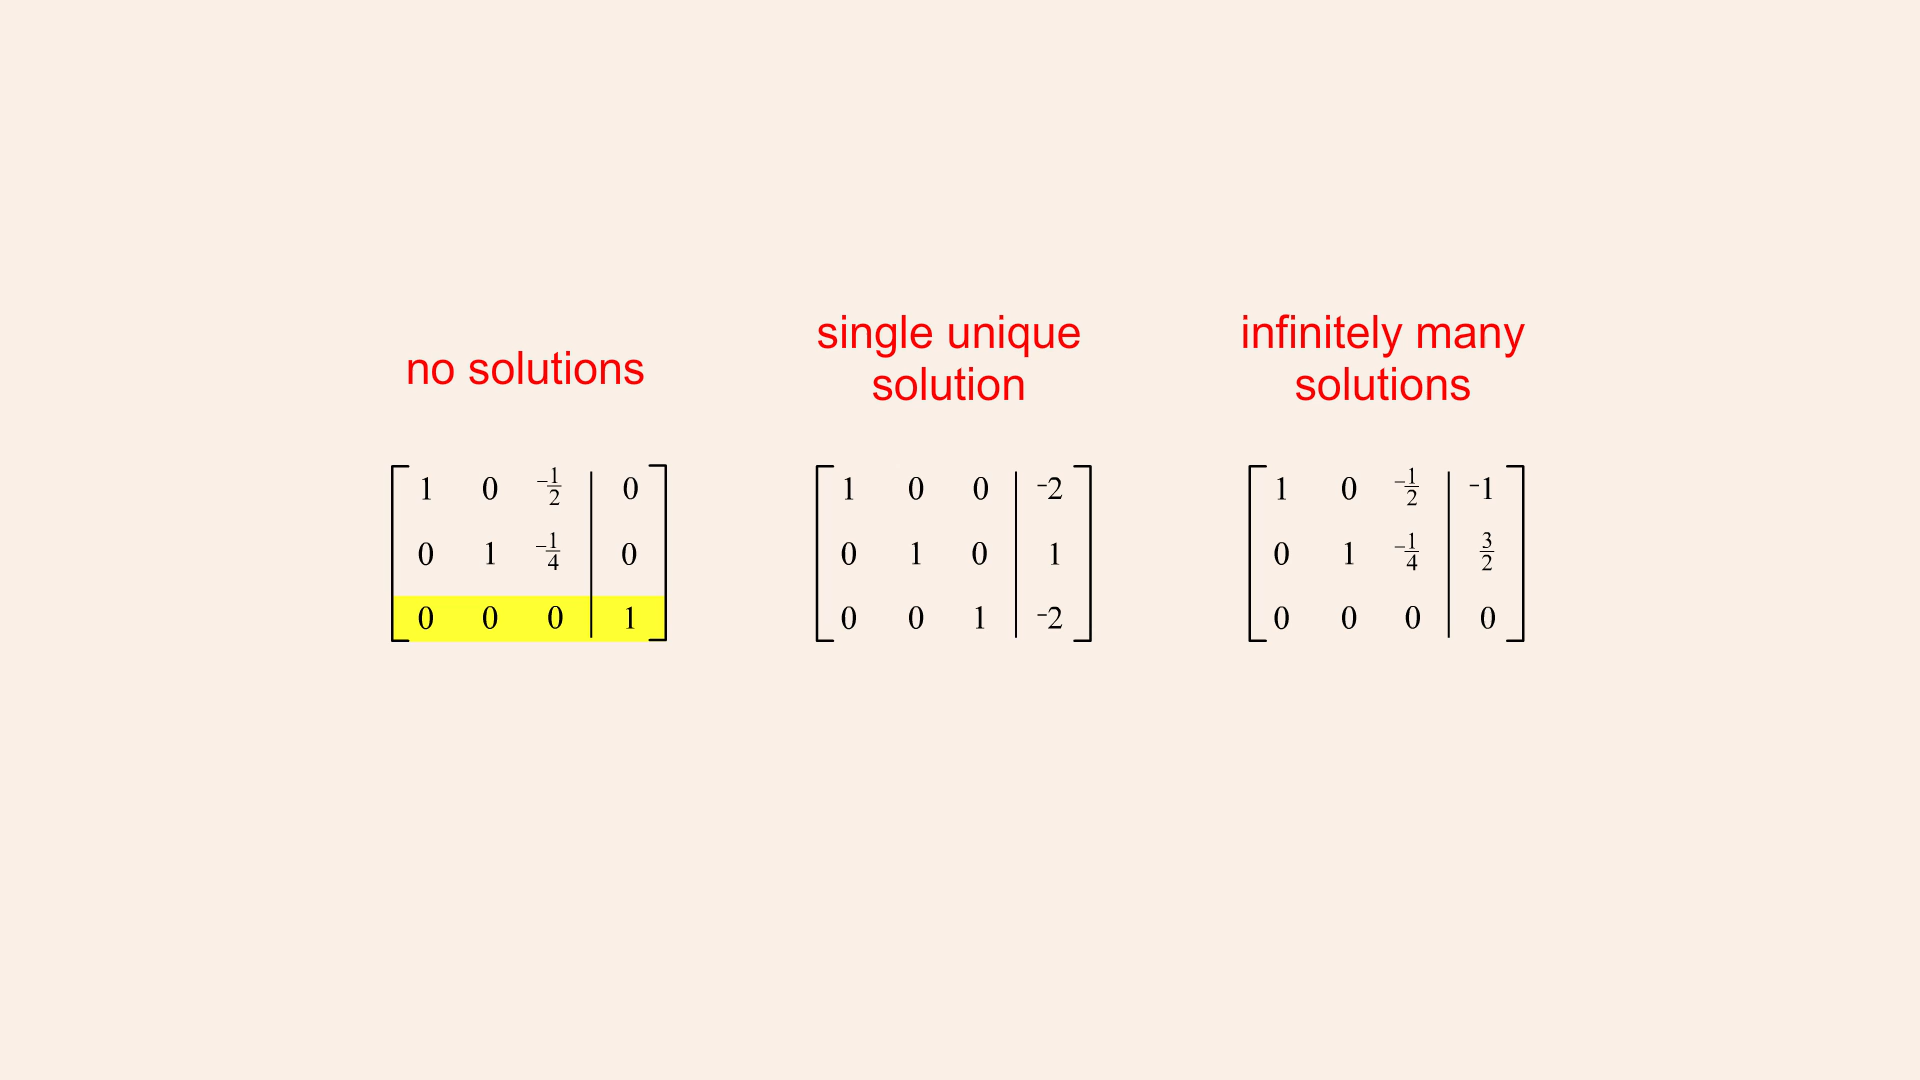 no solutions
single unique
solution
infinitely many
solutions
1 0 -1/2 | 0
0 1 -1/4 | 0
0 0 0 | 1
1 0 0 | -2
0 1 0 | 1
0 0 1 | -2
1 0 -1/2 | -1
0 1 -1/4 | 3/2
0 0 0 | 0